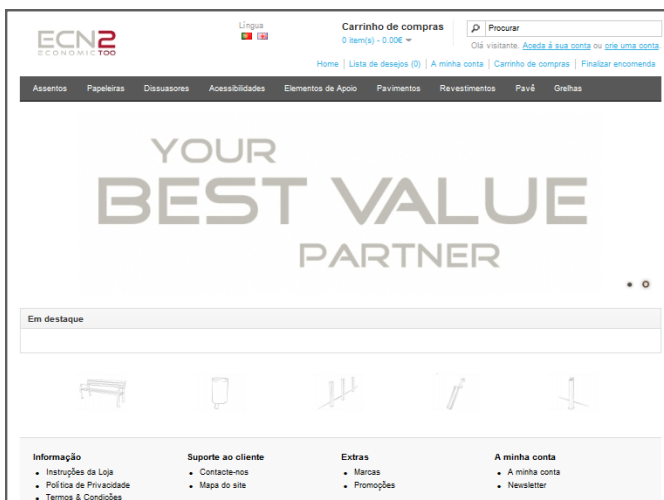 ECN2
ECONOMICTOO
Língua
Carrinho de compras
0 item(s) - 0.00€
Procurar
Olá visitante. Aceda á sua conta ou crie uma conta.
Home | Lista de desejos (0) | A minha conta | Carrinho de compras | Finalizar encomenda
Assentos Papeleiras Dissuasores Acessibilidades Elementos de Apoio Pavimentos Revestimentos Pavê Grelhas
YOUR
BEST VALUE
PARTNER
Em destaque
Informação
• Instruções da Loja
• Política de Privacidade
• Termos & Condições
Suporte ao cliente
• Contacte-nos
• Mapa do site
Extras
• Marcas
• Promoções
A minha conta
• A minha conta
• Newsletter